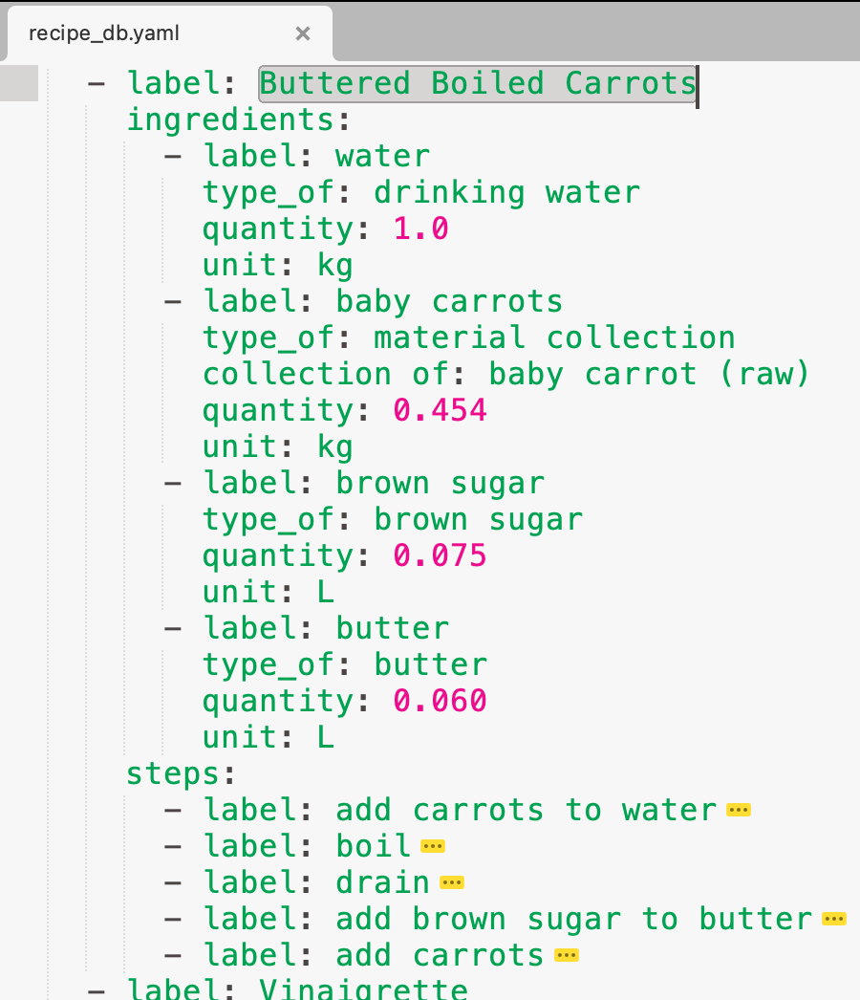 recipe_db.yaml ×
- label: Buttered Boiled Carrots
ingredients:
- label: water
type_of: drinking water
quantity: 1.0
unit: kg
- label: baby carrots
type_of: material collection
collection of: baby carrot (raw)
quantity: 0.454
unit: kg
- label: brown sugar
type_of: brown sugar
quantity: 0.075
unit: L
- label: butter
type_of: butter
quantity: 0.060
unit: L
steps:
- label: add carrots to water
- label: boil
- label: drain
- label: add brown sugar to butter
- label: add carrots
- label: Vinaigrette